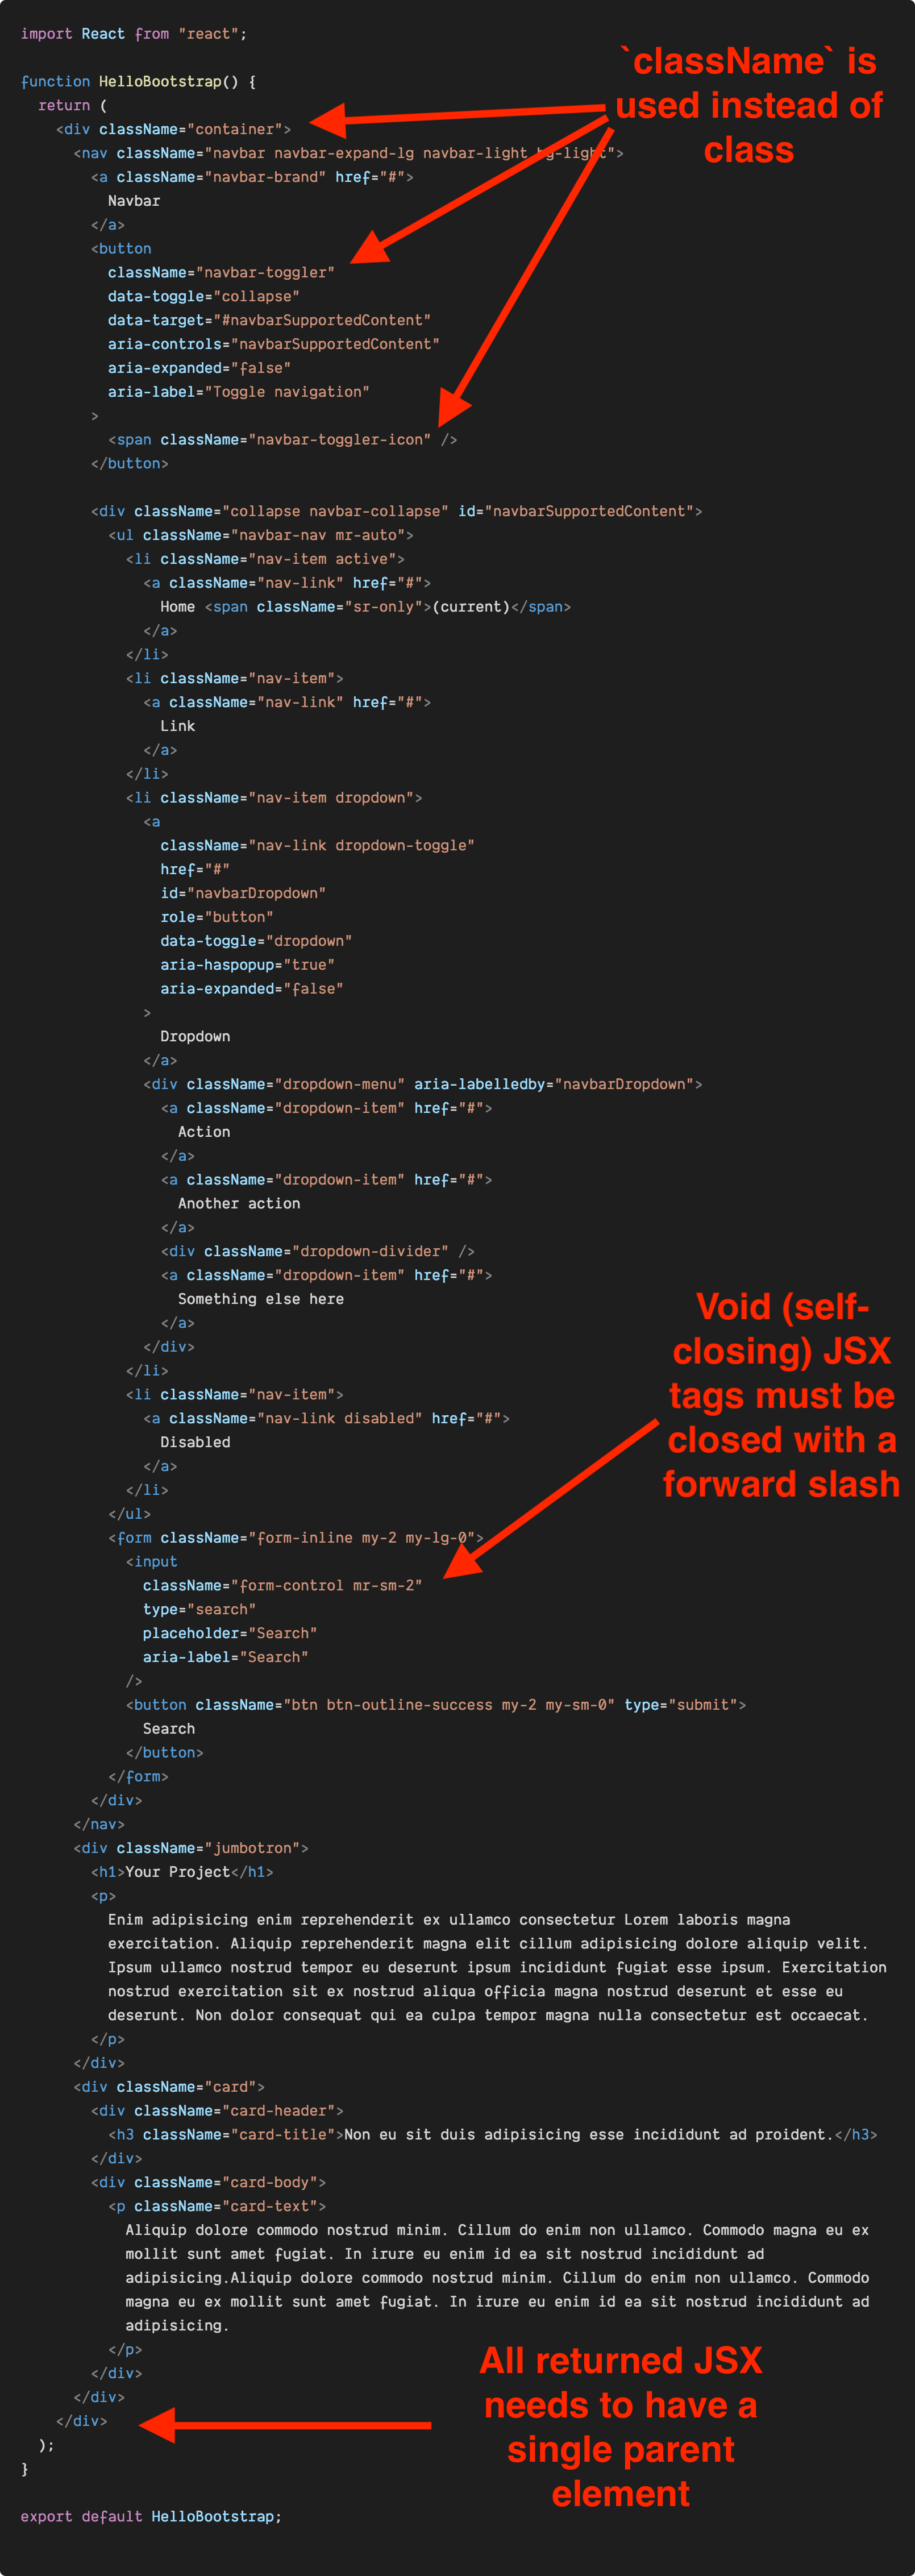 import React from "react";
function HelloBootstrap() {
return (
<div className="container">
<nav className="navbar navbar-expand-lg navbar-light bg-light">
<a className="navbar-brand" href="#">
Navbar
</a>
<button
className="navbar-toggler"
data-toggle="collapse"
data-target="#navbarSupportedContent"
aria-controls="navbarSupportedContent"
aria-expanded="false"
aria-label="Toggle navigation"
>
<span className="navbar-toggler-icon" />
</button>
`className` is
used instead of
class
<div className="collapse navbar-collapse" id="navbarSupportedContent">
<ul className="navbar-nav mr-auto">
<li className="nav-item active">
<a className="nav-link" href="#">
Home <span className="sr-only">(current)</span>
</a>
</li>
<li className="nav-item">
<a className="nav-link" href="#">
Link
</a>
</li>
<li className="nav-item dropdown">
<a
className="nav-link dropdown-toggle"
href="#"
id="navbarDropdown"
role="button"
data-toggle="dropdown"
aria-haspopup="true"
aria-expanded="false"
>
Dropdown
</a>
<div className="dropdown-menu" aria-labelledby="navbarDropdown">
<a className="dropdown-item" href="#">
Action
</a>
<a className="dropdown-item" href="#">
Another action
</a>
<div className="dropdown-divider" />
<a className="dropdown-item" href="#">
Something else here
</a>
</div>
</li>
<li className="nav-item">
<a className="nav-link disabled" href="#">
Disabled
</a>
</li>
</ul>
<form className="form-inline my-2 my-lg-0">
<input
className="form-control mr-sm-2"
type="search"
placeholder="Search"
aria-label="Search"
/>
<button className="btn btn-outline-success my-2 my-sm-0" type="submit">
Search
</button>
</form>
</div>
</nav>
Void (self-
closing) JSX
tags must be
closed with a
forward slash
<div className="jumbotron">
<h1>Your Project</h1>
<p>
Enim adipisicing enim reprehenderit ex ullamco consectetur Lorem laboris magna
exercitation. Aliquip reprehenderit magna elit cillum adipisicing dolore aliquip velit.
Ipsum ullamco nostrud tempor eu deserunt ipsum incididunt fugiat esse ipsum. Exercitation
nostrud exercitation sit ex nostrud aliqua officia magna nostrud deserunt et esse eu
deserunt. Non dolor consequat qui ea culpa tempor magna nulla consectetur est occaecat.
</p>
</div>
<div className="card">
<div className="card-header">
<h3 className="card-title">Non eu sit duis adipisicing esse incididunt ad proident.</h3>
</div>
<div className="card-body">
<p className="card-text">
Aliquip dolore commodo nostrud minim. Cillum do enim non ullamco. Commodo magna eu ex
mollit sunt amet fugiat. In irure eu enim id ea sit nostrud incididunt ad
adipisicing.Aliquip dolore commodo nostrud minim. Cillum do enim non ullamco. Commodo
magna eu ex mollit sunt amet fugiat. In irure eu enim id ea sit nostrud incididunt ad
adipisicing.
</p>
</div>
</div>
</div>
);
}
All returned JSX
needs to have a
single parent
element
export default HelloBootstrap;